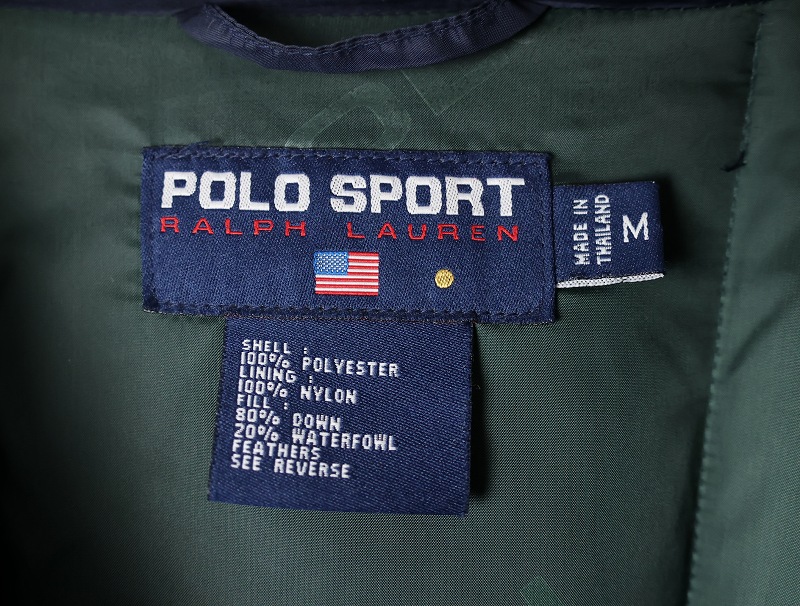 POLO SPORT
RALPH LAUREN
MADE IN
THAILAND
M
SHELL :
100% POLYESTER
LINING :
100% NYLON
FILL :
80% DOWN
20% WATERFOWL
FEATHERS
SEE REVERSE